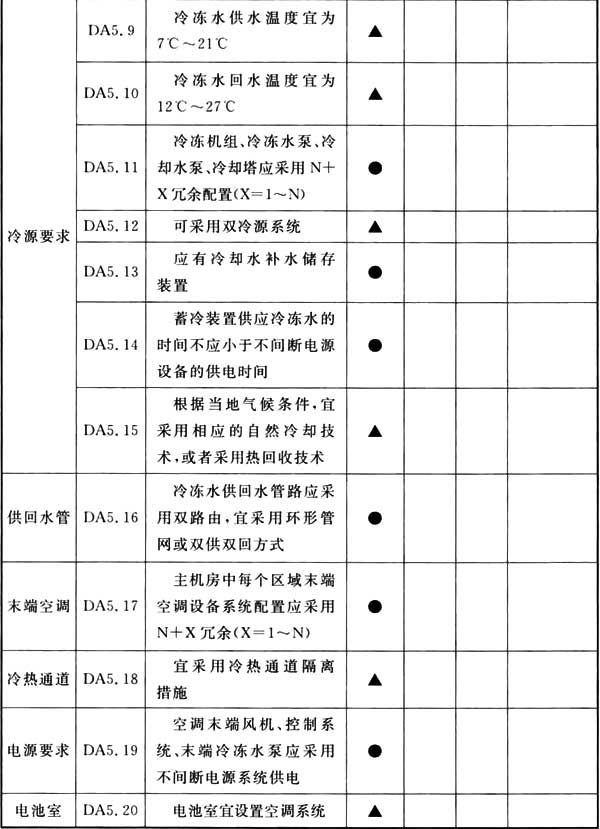 DA5.9 冷冻水供水温度宜为 ▲
7℃～21℃
DA5.10 冷冻水回水温度宜为 ▲
12℃～27℃
冷源要求
DA5.11 冷冻机组、冷冻水泵、冷
却水泵、冷却塔应采用 N+ ●
X冗余配置(X=1～N)
DA5.12 可采用双冷源系统 ▲
DA5.13 应有冷却水补水储存 ●
装置
DA5.14 蓄冷装置供应冷冻水的
时间不应小于不间断电源 ●
设备的供电时间
DA5.15 根据当地气候条件,宜
采用相应的自然冷却技 ▲
术,或者采用热回收技术
供回水管 DA5.16 冷冻水供回水管路应采
用双路由,宜采用环形管 ●
网或双供双回方式
末端空调 DA5.17 主机房中每个区域末端
空调设备系统配置应采用 ●
N+X冗余(X=1～N)
冷热通道 DA5.18 宜采用冷热通道隔离 ▲
措施
电源要求 DA5.19 空调末端风机、控制系
统、末端冷冻水泵应采用 ●
不间断电源系统供电
电池室 DA5.20 电池室宜设置空调系统 ▲